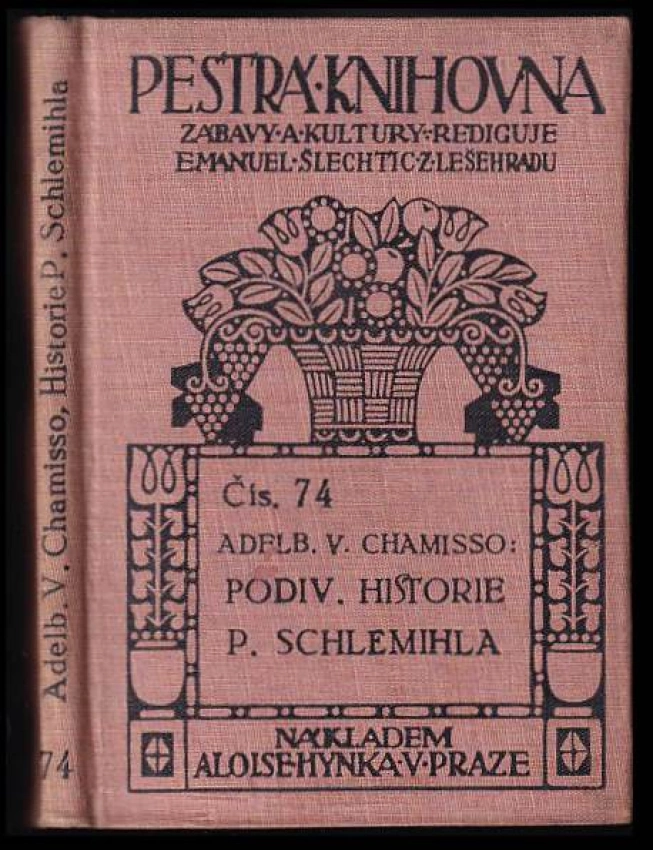 PESTRÁ·KNIHOVNA
ZÁBAVY·A·KULTURY·REDIGUJE
EMANUEL·ŠLECHTIC·Z·LEŠEHRADU
Čís. 74
ADELB. V. CHAMISSO:
PODIV. HISTORIE
P. SCHLEMIHLA
NÁKLADEM
ALOISE·HYNKA·V·PRAZE
Adelb. V. Chamisso, Historie P. Schlemihla
74